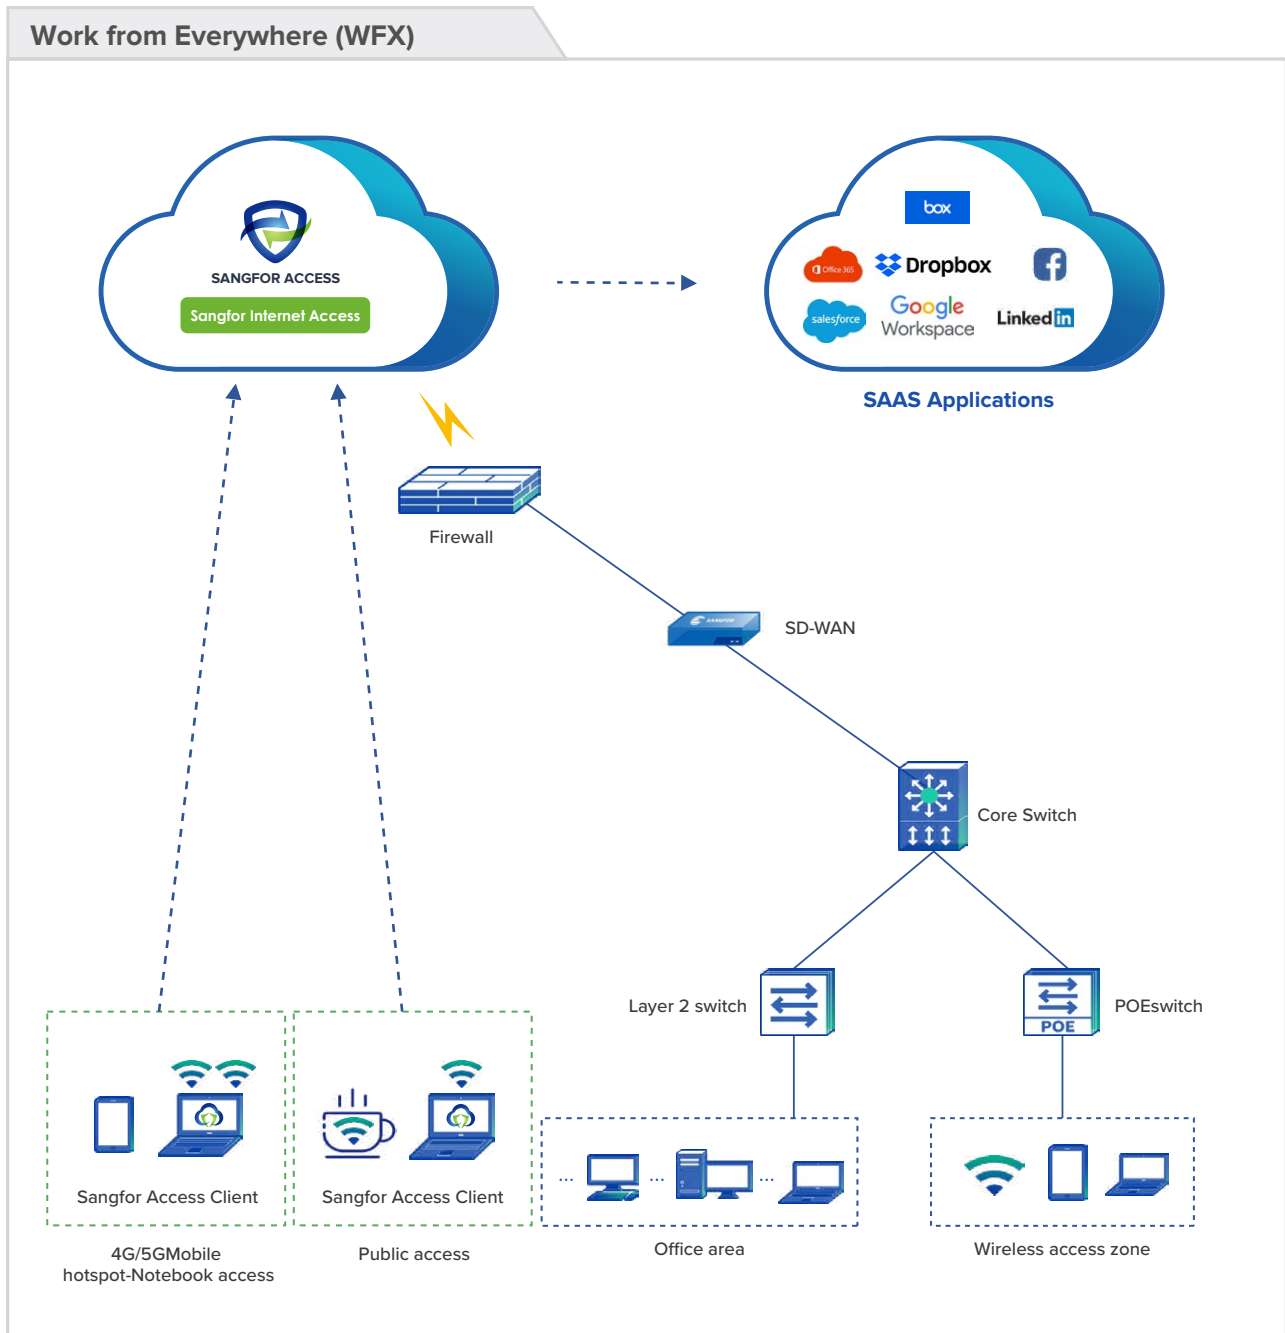 Work from Everywhere (WFX)
box
SANGFOR ACCESS
Sangfor Internet Access
Office 365
Dropbox
salesforce
Google
Workspace
Linked in
SAAS Applications
Firewall
SANGFOR
SD-WAN
Core Switch
Layer 2 switch
POEswitch
POE
Sangfor Access Client
Sangfor Access Client
4G/5GMobile
hotspot-Notebook access
Public access
Office area
Wireless access zone